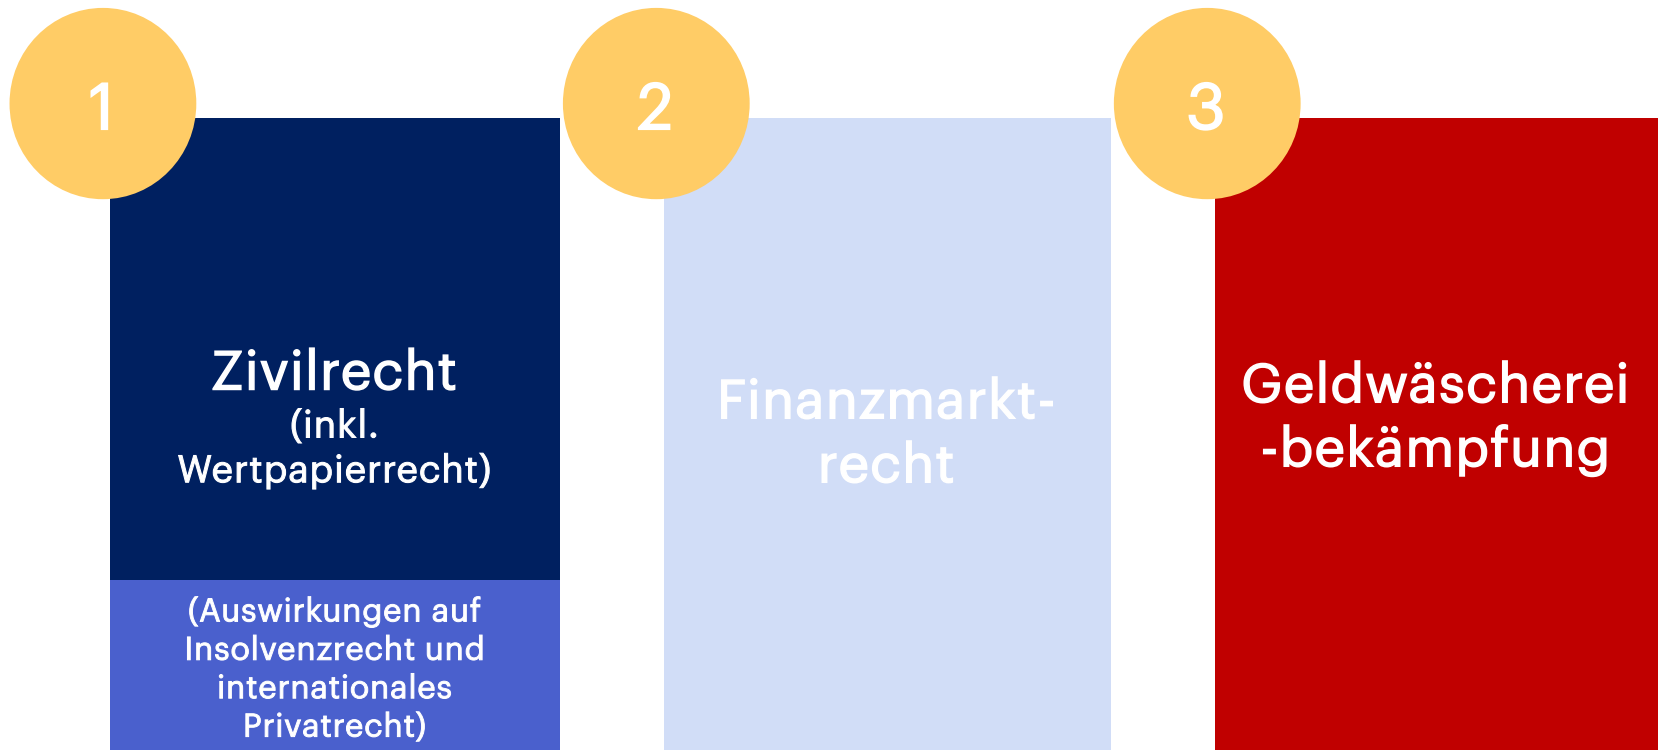 1
Zivilrecht
(inkl.
Wertpapierrecht)
(Auswirkungen auf
Insolvenzrecht und
internationales
Privatrecht)
2
Finanzmarkt-
recht
3
Geldwäscherei
-bekämpfung